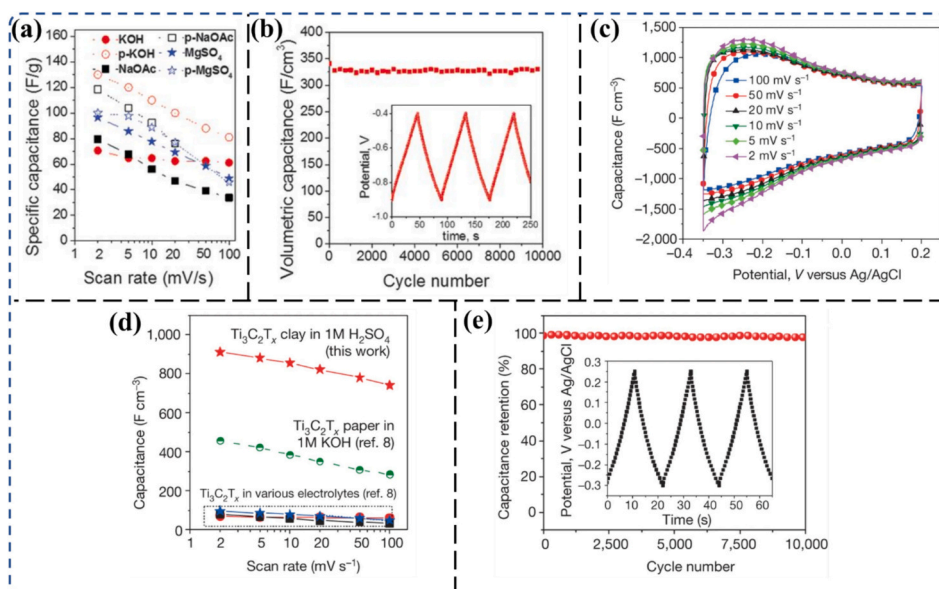 (a)
KOH
p-KOH
NaOAc
p-NaOAc
MgSO₄
p-MgSO₄
Specific capacitance (F/g)
160
140
120
100
80
60
40
20
0
1
10
100
Scan rate (mV/s)
(b)
Volumetric capacitance (F/cm³)
400
350
300
250
200
150
100
50
0
Potential, V
-0.4
-0.6
-0.8
-1.0
0 50 100 150 200 250
time, s
0 2000 4000 6000 8000 10000
Cycle number
(c)
Capacitance (F cm⁻³)
1,500
1,000
500
0
-500
-1,000
-1,500
-2,000
100 mV s⁻¹
50 mV s⁻¹
20 mV s⁻¹
10 mV s⁻¹
5 mV s⁻¹
2 mV s⁻¹
−0.4 −0.3 −0.2 −0.1 0.0 0.1 0.2
Potential, V versus Ag/AgCl
(d)
Capacitance (F cm⁻³)
1,000
800
600
400
200
0
Ti₃C₂Tₓ clay in 1M H₂SO₄
(this work)
Ti₃C₂Tₓ paper in
1M KOH (ref. 8)
Ti₃C₂Tₓ in various electrolytes (ref. 8)
1 2 5 10 20 50 100
Scan rate (mV s⁻¹)
(e)
Capacitance retention (%)
100
80
60
40
20
0
Potential, V versus Ag/AgCl
0.3
0.2
0.1
0.0
−0.1
−0.2
−0.3
0 10 20 30 40 50 60
Time (s)
0 2,500 5,000 7,500 10,000
Cycle number